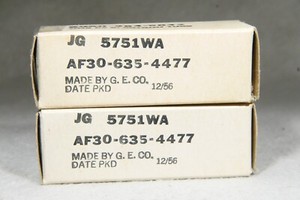 JG 5751WA
AF30-635-4477
MADE BY G. E. CO.
DATE PKD 12/56
JG 5751WA
AF30-635-4477
MADE BY G. E. CO.
DATE PKD 12/56